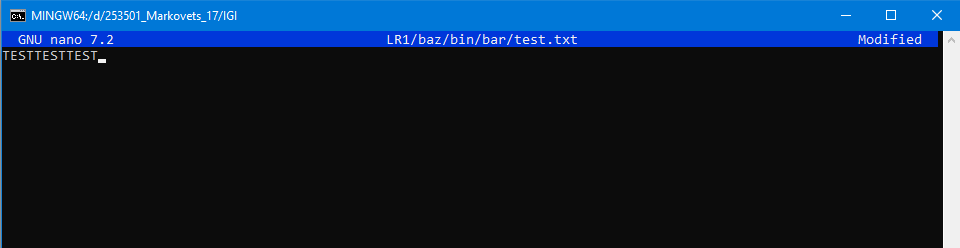 MINGW64:/d/253501_Markovets_17/IGI
GNU nano 7.2 LR1/baz/bin/bar/test.txt Modified
TESTTESTTEST